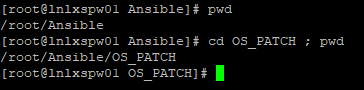 [root@lnlxspw01 Ansible]# pwd
/root/Ansible
[root@lnlxspw01 Ansible]# cd OS_PATCH ; pwd
/root/Ansible/OS_PATCH
[root@lnlxspw01 OS_PATCH]#